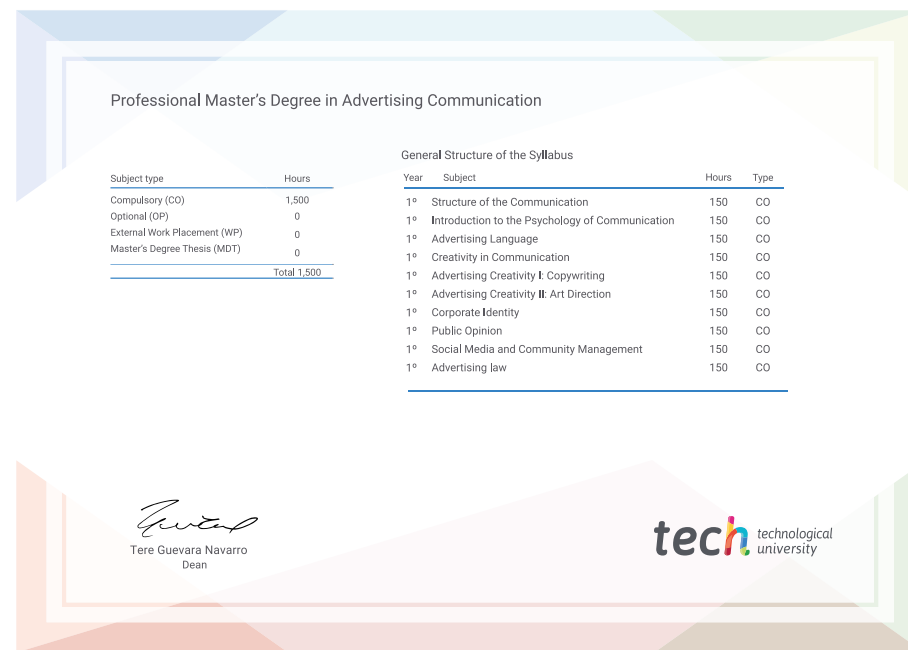 Professional Master's Degree in Advertising Communication
Subject type Hours
Compulsory (CO) 1,500
Optional (OP) 0
External Work Placement (WP) 0
Master's Degree Thesis (MDT) 0
Total 1,500
General Structure of the Syllabus
Year Subject Hours Type
1º Structure of the Communication 150 CO
1º Introduction to the Psychology of Communication 150 CO
1º Advertising Language 150 CO
1º Creativity in Communication 150 CO
1º Advertising Creativity I: Copywriting 150 CO
1º Advertising Creativity II: Art Direction 150 CO
1º Corporate Identity 150 CO
1º Public Opinion 150 CO
1º Social Media and Community Management 150 CO
1º Advertising law 150 CO
Tere Guevara Navarro
Dean
tech technological
university